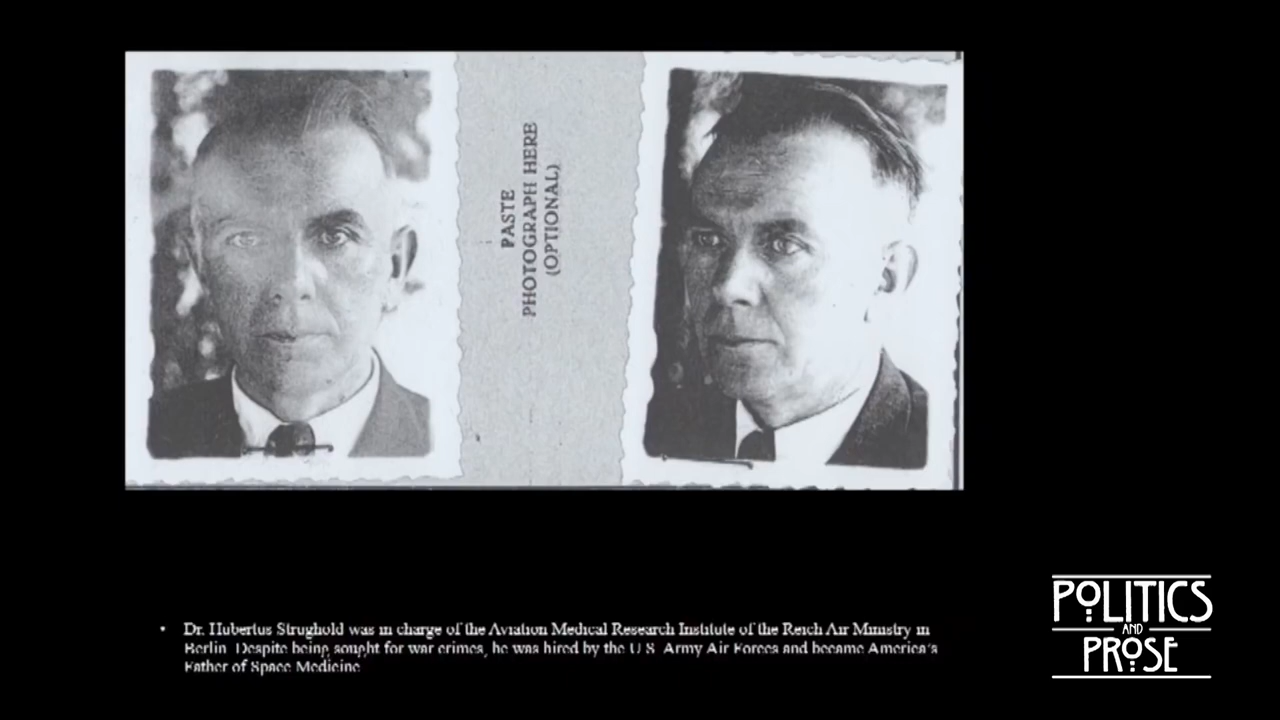 PASTE
PHOTOGRAPH HERE
(OPTIONAL)
• Dr. Hubertus Strughold was in charge of the Aviation Medical Research Institute of the Reich Air Ministry in
Berlin. Despite being sought for war crimes, he was hired by the U.S. Army Air Forces and became America's
Father of Space Medicine
POLITICS
AND
PROSE